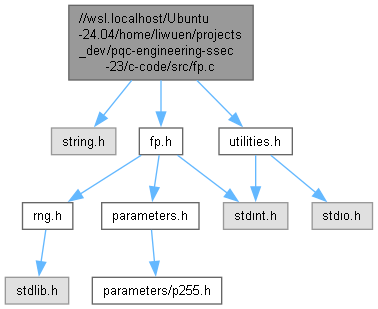 //wsl.localhost/Ubuntu
-24.04/home/liwuen/projects
_dev/pqc-engineering-ssec
-23/c-code/src/fp.c
string.h
fp.h
utilities.h
rng.h
parameters.h
stdint.h
stdio.h
stdlib.h
parameters/p255.h